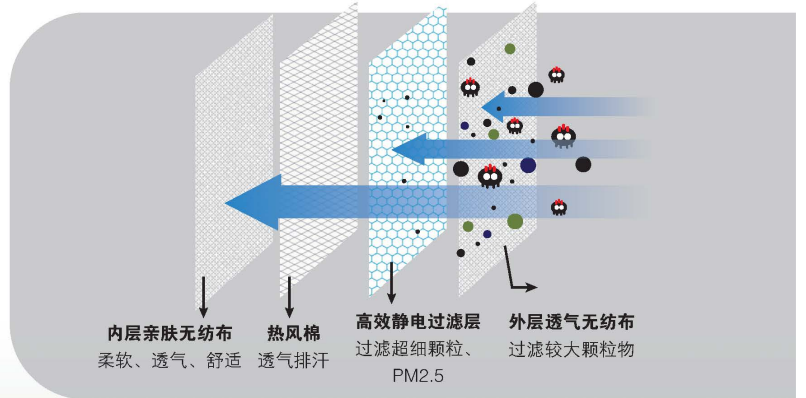 内层亲肤无纺布
柔软、透气、舒适
热风棉
透气排汗
高效静电过滤层
过滤超细颗粒、
PM2.5
外层透气无纺布
过滤较大颗粒物